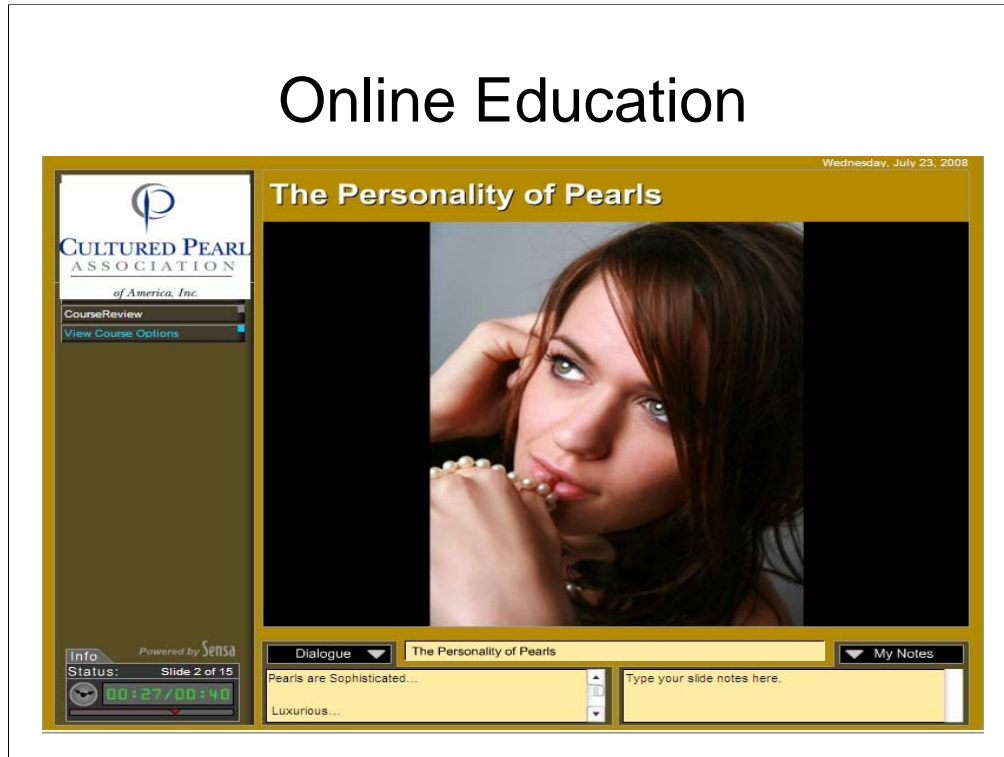 Online Education
Wednesday, July 23, 2008
The Personality of Pearls
CULTURED PEARL
ASSOCIATION
of America, Inc.
CourseReview
View Course Options
Powered by Sensa
Info
Status: Slide 2 of 15
00:27/00:40
Dialogue
The Personality of Pearls
My Notes
Pearls are Sophisticated...
Luxurious...
Type your slide notes here.